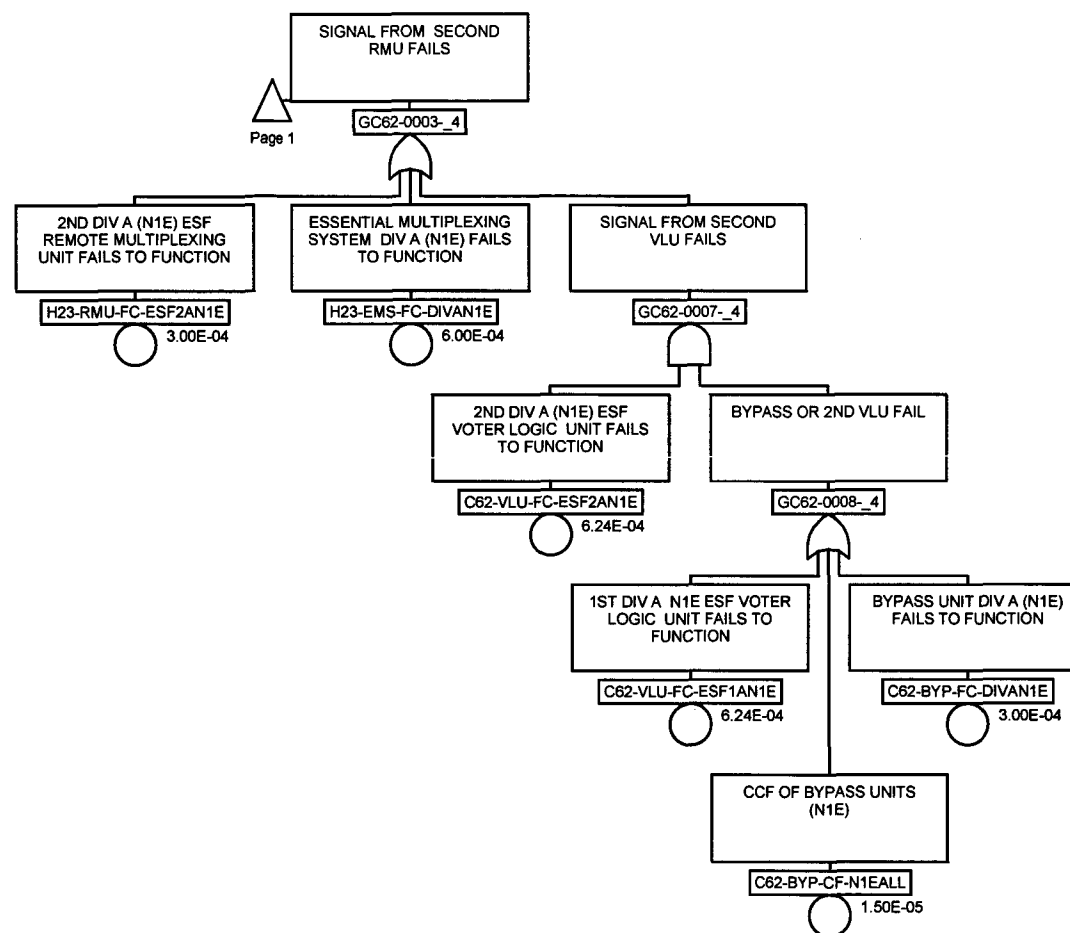 SIGNAL FROM SECOND
RMU FAILS
Page 1
GC62-0003-_4
2ND DIV A (N1E) ESF
REMOTE MULTIPLEXING
UNIT FAILS TO FUNCTION
H23-RMU-FC-ESF2AN1E
3.00E-04
ESSENTIAL MULTIPLEXING
SYSTEM DIV A (N1E) FAILS
TO FUNCTION
H23-EMS-FC-DIVAN1E
6.00E-04
SIGNAL FROM SECOND
VLU FAILS
GC62-0007-_4
2ND DIV A (N1E) ESF
VOTER LOGIC UNIT FAILS
TO FUNCTION
C62-VLU-FC-ESF2AN1E
6.24E-04
BYPASS OR 2ND VLU FAIL
GC62-0008-_4
1ST DIV A N1E ESF VOTER
LOGIC UNIT FAILS TO
FUNCTION
C62-VLU-FC-ESF1AN1E
6.24E-04
BYPASS UNIT DIV A (N1E)
FAILS TO FUNCTION
C62-BYP-FC-DIVAN1E
3.00E-04
CCF OF BYPASS UNITS
(N1E)
C62-BYP-CF-N1EALL
1.50E-05